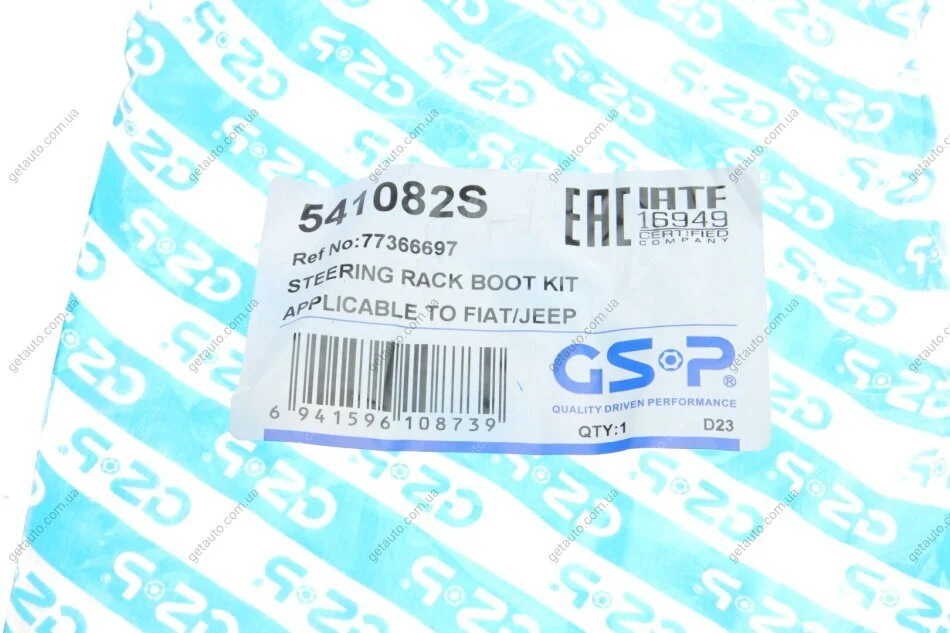 541082S
Ref No:77366697
STEERING RACK BOOT KIT
APPLICABLE TO FIAT/JEEP
6 941596 108739
EAC
IATF
16949
CERTIFIED
COMPANY
GSP®
QUALITY DRIVEN PERFORMANCE
QTY:1
D23
getauto.com.ua